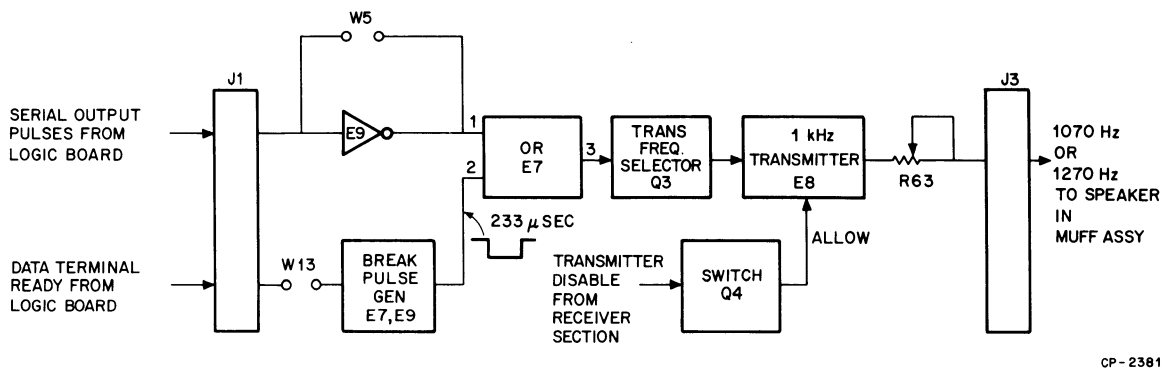 W5
J1
J3
SERIAL OUTPUT
PULSES FROM
LOGIC BOARD
E9
1
2
OR
E7
3
TRANS
FREQ.
SELECTOR
Q3
1 kHz
TRANSMITTER
E8
R63
1070 Hz
OR
1270 Hz
TO SPEAKER
IN
MUFF ASSY
233 µSEC
ALLOW
DATA TERMINAL
READY FROM
LOGIC BOARD
W13
BREAK
PULSE
GEN
E7,E9
TRANSMITTER
DISABLE
FROM
RECEIVER
SECTION
SWITCH
Q4
CP-2381